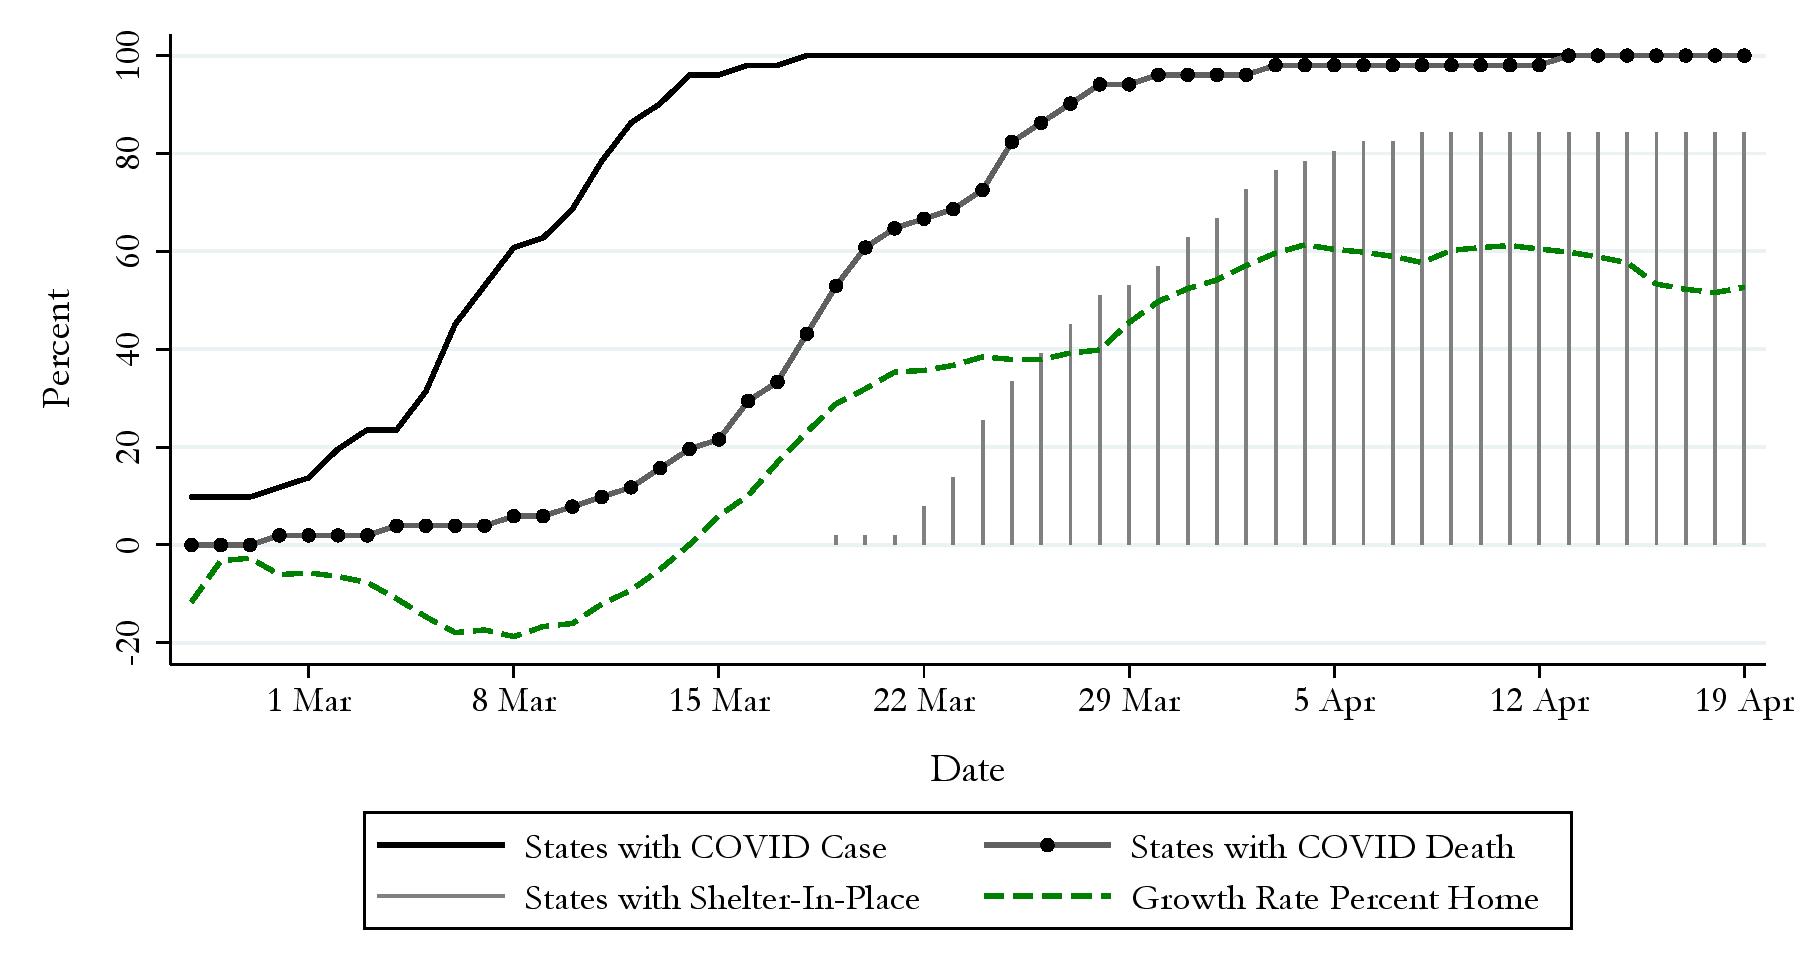 Percent
100
80
60
40
20
0
-20
1 Mar 8 Mar 15 Mar 22 Mar 29 Mar 5 Apr 12 Apr 19 Apr
Date
States with COVID Case States with COVID Death
States with Shelter-In-Place Growth Rate Percent Home